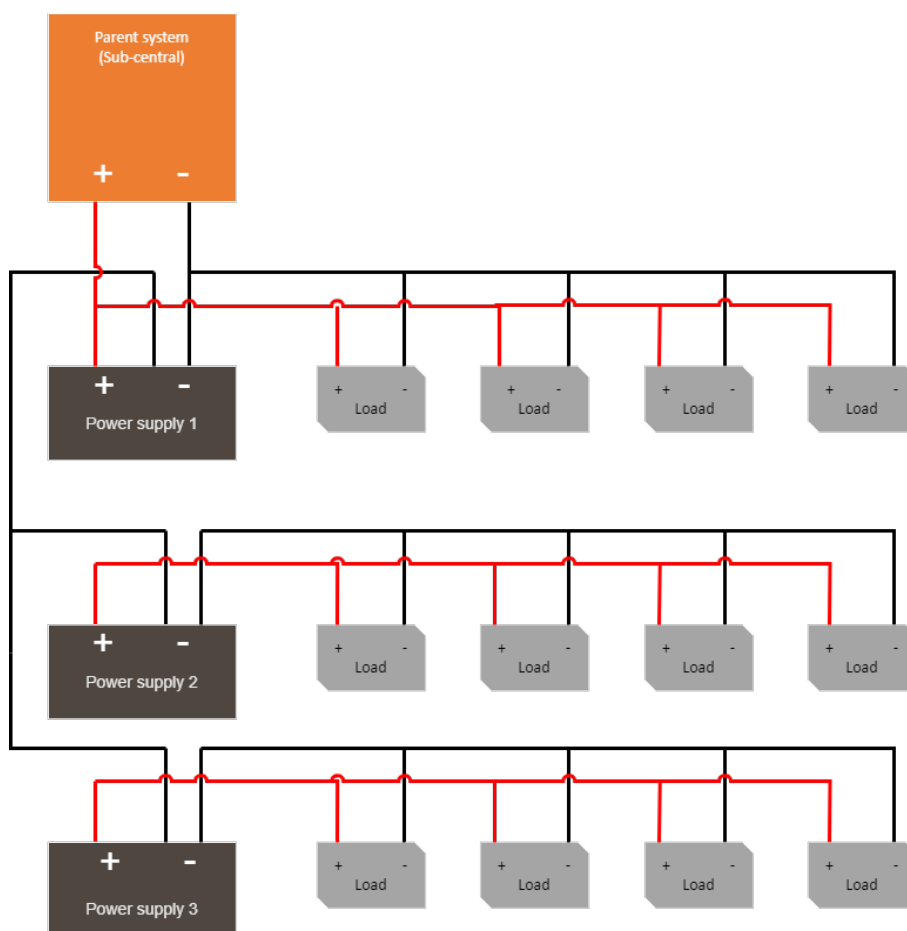 Parent system
(Sub-central)
+ -
+ -
Power supply 1
+ -
Load
+ -
Load
+ -
Load
+ -
Load
+ -
Power supply 2
+ -
Load
+ -
Load
+ -
Load
+ -
Load
+ -
Power supply 3
+ -
Load
+ -
Load
+ -
Load
+ -
Load